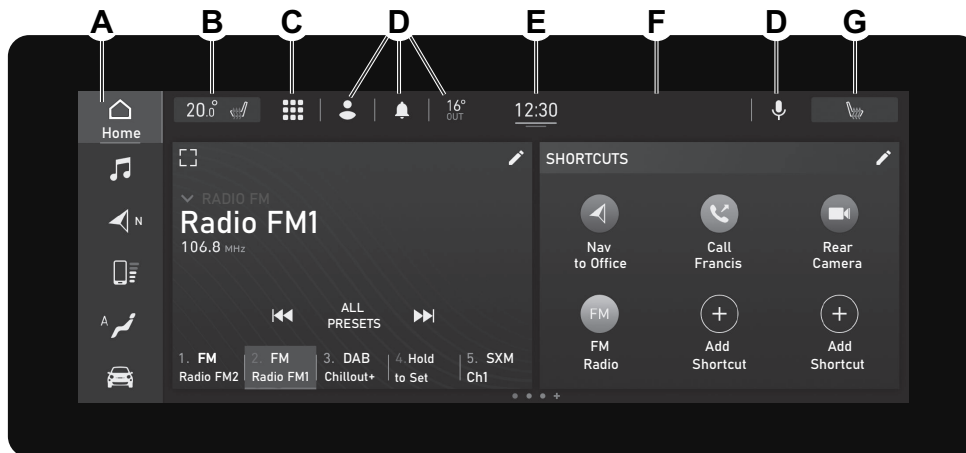 A B C D E F D G
Home
20.0°
16°
OUT
12:30
N
A
RADIO FM
Radio FM1
106.8 MHz
ALL
PRESETS
1. FM
Radio FM2
2. FM
Radio FM1
3. DAB
Chillout+
4. Hold
to Set
5. SXM
Ch1
SHORTCUTS
Nav
to Office
Call
Francis
Rear
Camera
FM
FM
Radio
Add
Shortcut
Add
Shortcut